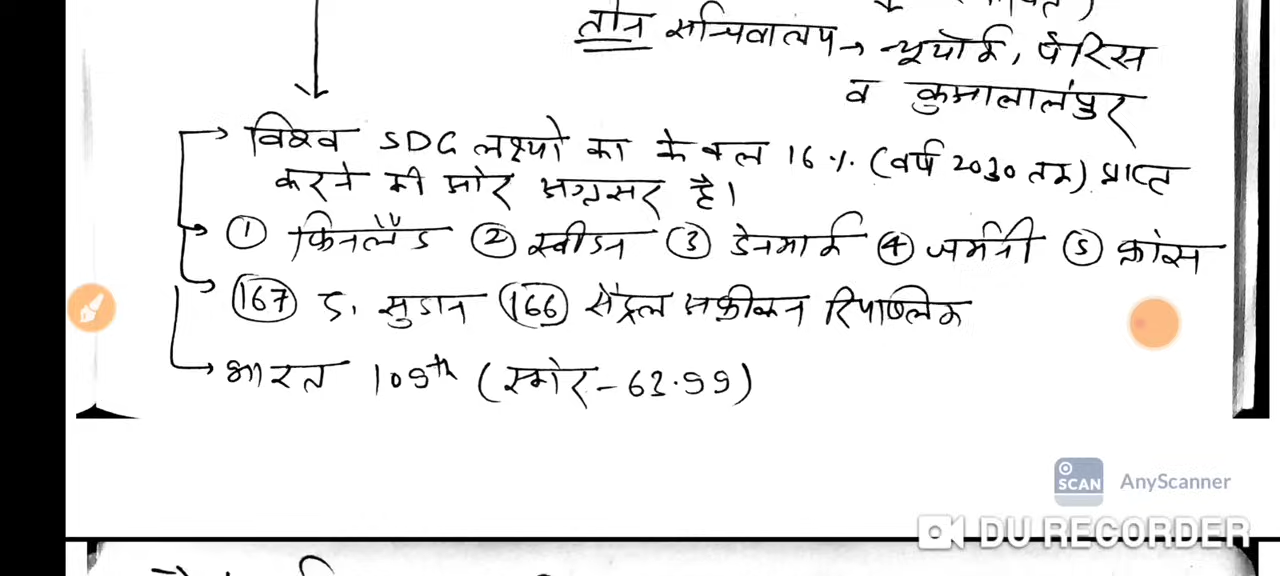 तीन सचिवालय → न्यूयॉर्क, पेरिस
व कुआलालंपुर
→ विश्व SDG लक्ष्यो का केवल 16 % (वर्ष 2030 तक) प्राप्त
करने की ओर अग्रसर है।
→ ① फिनलैंड ② स्वीडन ③ डेनमार्क ④ जर्मनी ⑤ फ्रांस
→ (167) द. सुडान (166) सेंट्रल अफ्रीकन रिपब्लिक
→ भारत 109th (स्कोर – 63.99)
SCAN AnyScanner
DU RECORDER